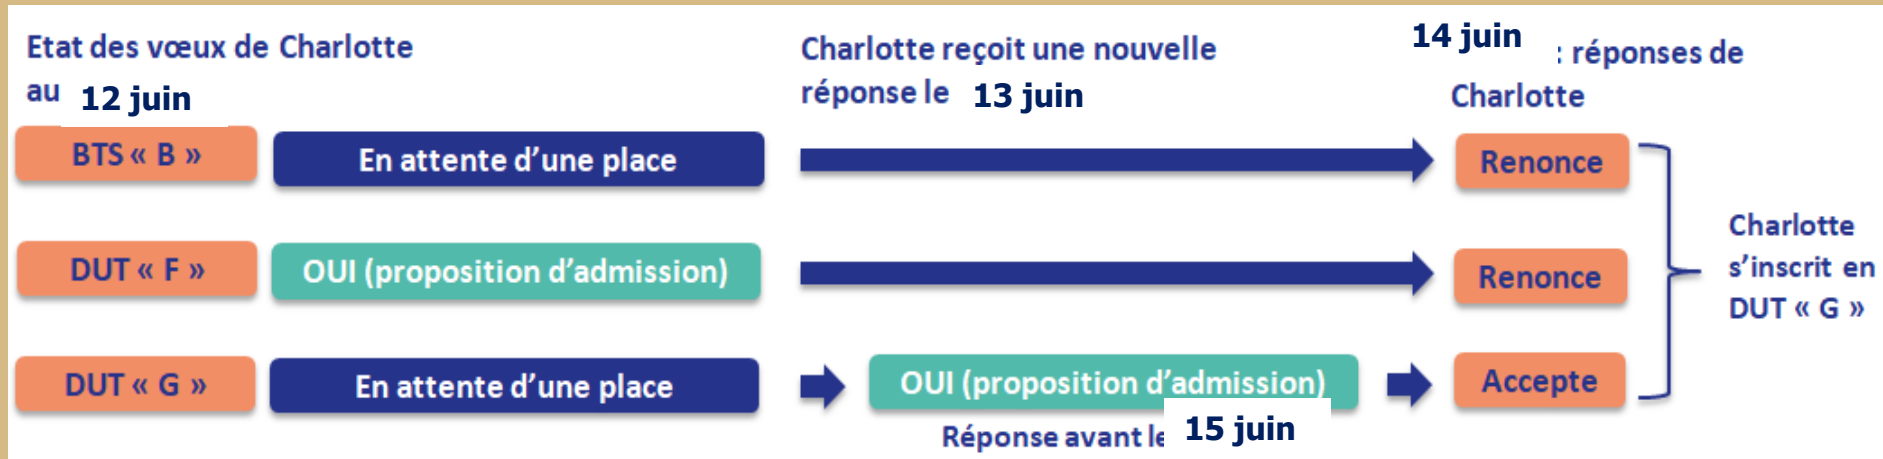 Etat des vœux de Charlotte
au 12 juin
Charlotte reçoit une nouvelle
réponse le 13 juin
14 juin : réponses de
Charlotte
BTS « B »
En attente d’une place
Renonce
DUT « F »
OUI (proposition d’admission)
Renonce
DUT « G »
En attente d’une place
OUI (proposition d’admission)
Accepte
Réponse avant le 15 juin
Charlotte
s’inscrit en
DUT « G »